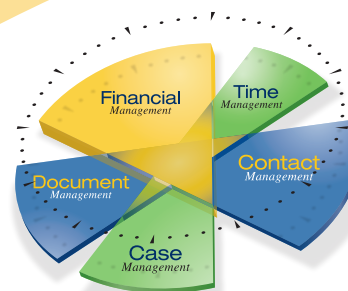 Financial
Management
Time
Management
Contact
Management
Document
Management
Case
Management